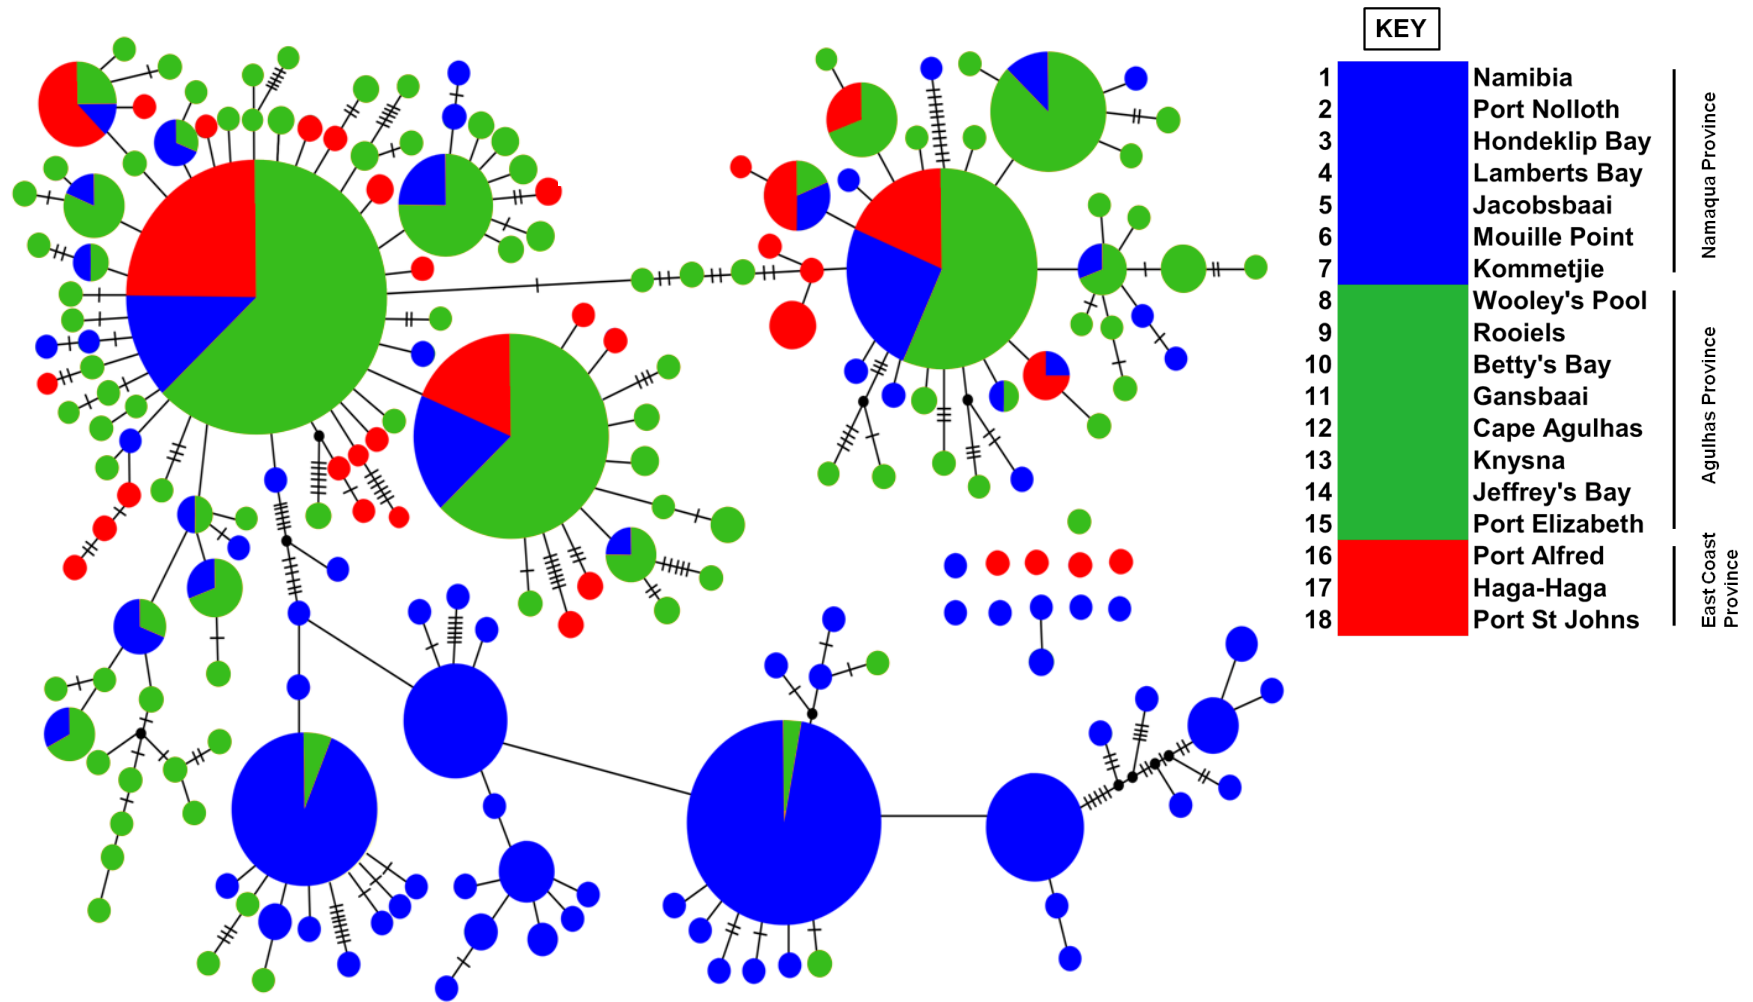 KEY
1 Namibia
2 Port Nolloth
3 Hondeklip Bay
4 Lamberts Bay
5 Jacobsbaai
6 Mouille Point
7 Kommetjie
Namaqua Province
8 Wooley's Pool
9 Rooiels
10 Betty's Bay
11 Gansbaai
12 Cape Agulhas
13 Knysna
14 Jeffrey's Bay
15 Port Elizabeth
Agulhas Province
16 Port Alfred
17 Haga-Haga
18 Port St Johns
East Coast
Province